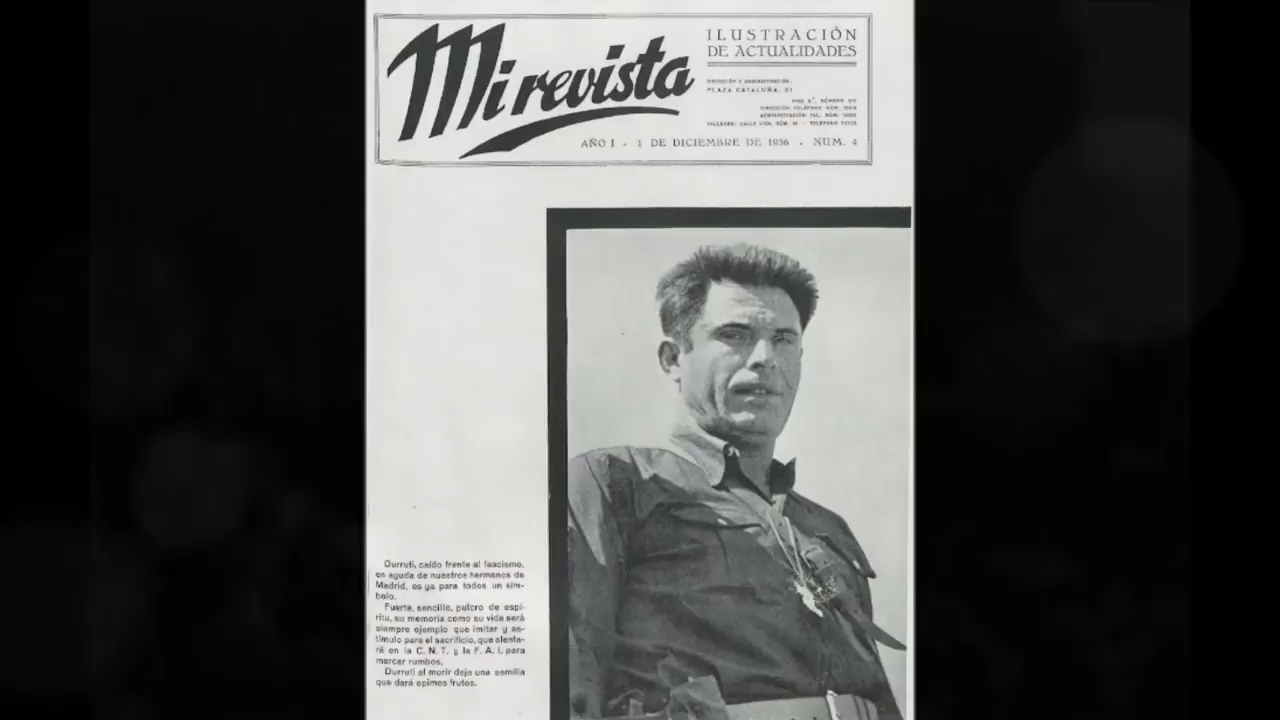 Mi revista
ILUSTRACIÓN
DE ACTUALIDADES
DIRECCIÓN Y ADMINISTRACIÓN:
PLAZA CATALUÑA, 21
AÑO I . 1 DE DICIEMBRE DE 1936 . NUM. 4
Durruti, caído frente al fascismo,
en ayuda de nuestros hermanos de
Madrid, es ya para todos un sím-
bolo.
Fuerte, sencillo, pulcro de espí-
ritu, su memoria como su vida será
siempre ejemplo que imitar y es-
tímulo para el sacrificio, que alenta-
rá en la C. N. T. y la F. A. I. para
marcar rumbos.
Durruti al morir deja una semilla
que dará opimos frutos.